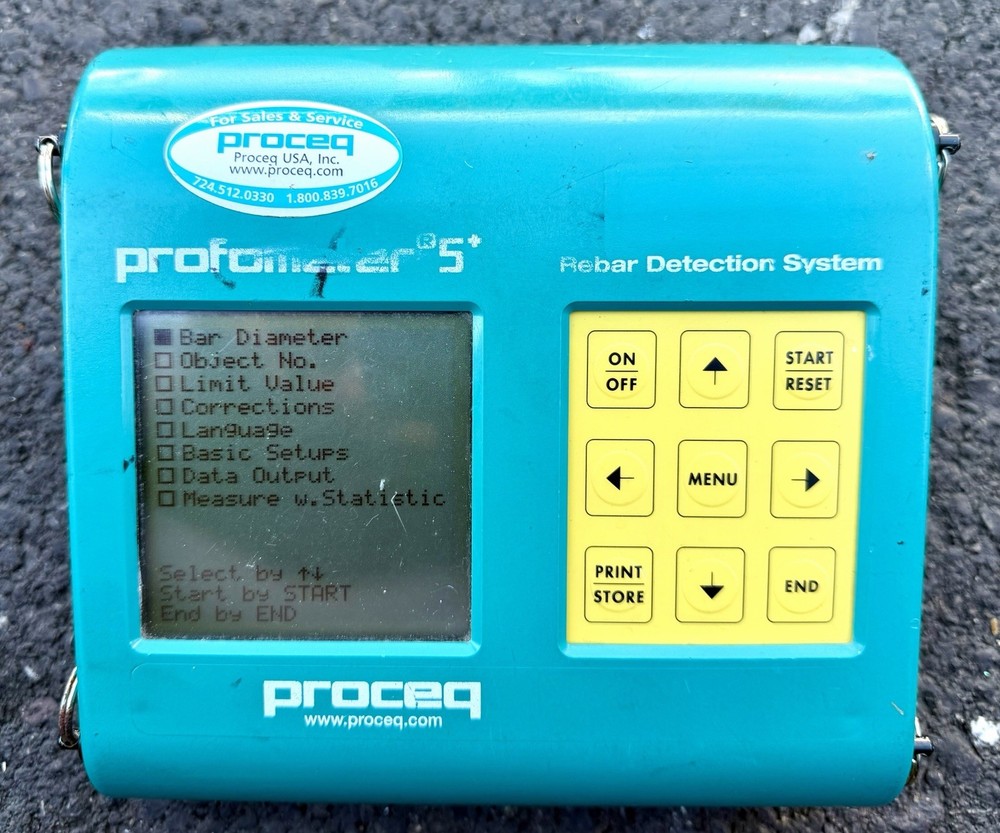 For Sales & Service
proceq
Proceq USA, Inc.
www.proceq.com
724.512.0330 1.800.839.7016
profometer®5+
Rebar Detection System
Bar Diameter
Object No.
Limit Value
Corrections
Language
Basic Setups
Data Output
Measure w.Statistic
Select by ↑↓
Start by START
End by END
ON
OFF
START
RESET
MENU
PRINT
STORE
END
proceq
www.proceq.com